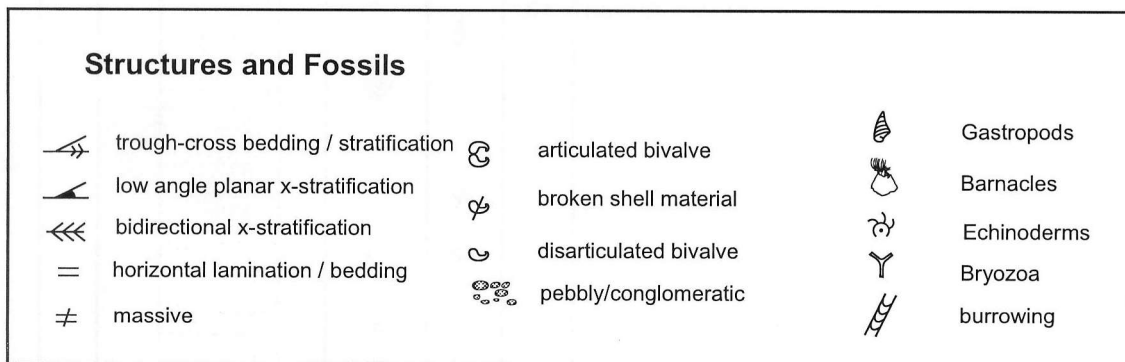 Structures and Fossils
trough-cross bedding / stratification
low angle planar x-stratification
bidirectional x-stratification
horizontal lamination / bedding
massive
articulated bivalve
broken shell material
disarticulated bivalve
pebbly/conglomeratic
Gastropods
Barnacles
Echinoderms
Bryozoa
burrowing